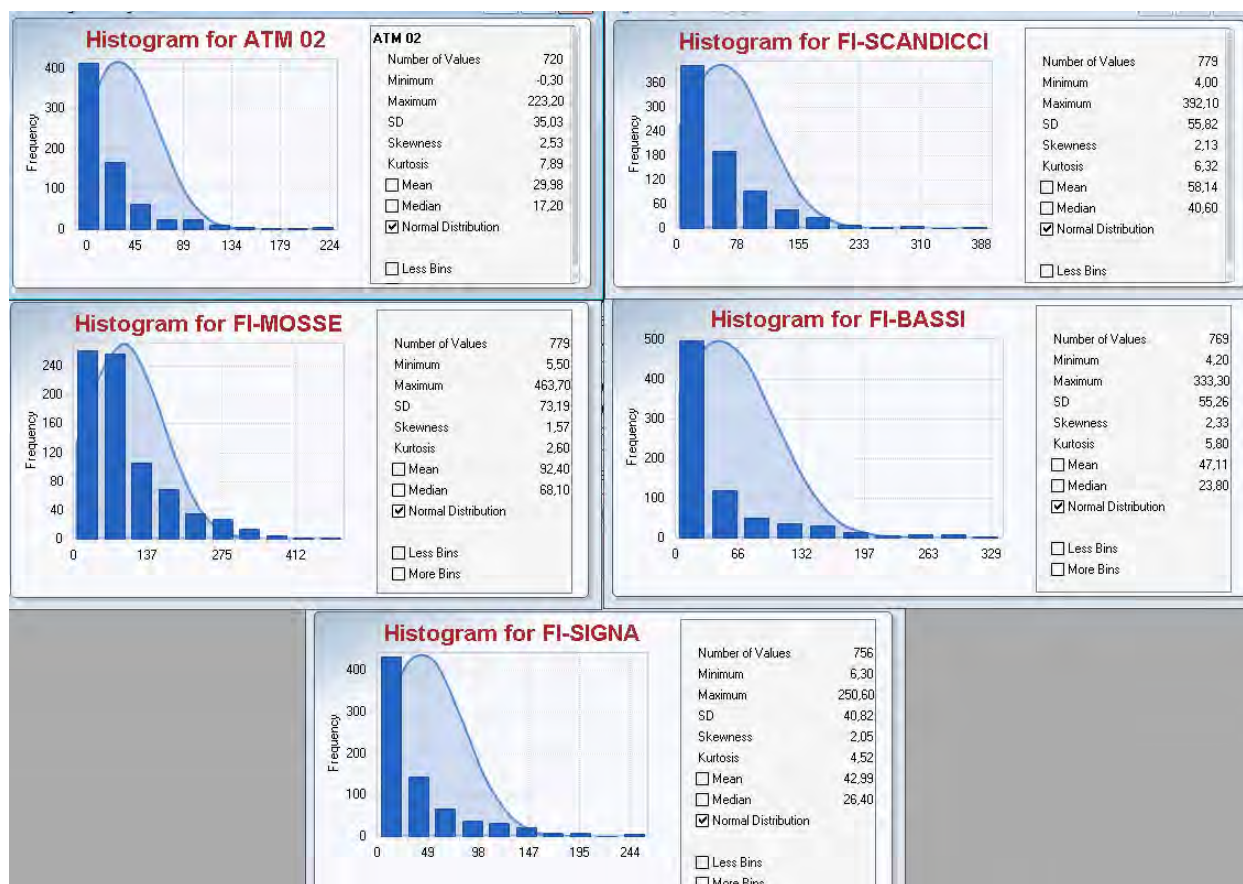 Histogram for ATM 02
Frequency
400
300
200
100
0
0 45 89 134 179 224
ATM 02
Number of Values 720
Minimum -0,30
Maximum 223,20
SD 35,03
Skewness 2,53
Kurtosis 7,89
Mean 29,98
Median 17,20
Normal Distribution
Less Bins
Histogram for FI-SCANDICCI
Frequency
360
300
240
180
120
60
0
0 78 155 233 310 388
Number of Values 779
Minimum 4,00
Maximum 392,10
SD 55,82
Skewness 2,13
Kurtosis 6,32
Mean 58,14
Median 40,60
Normal Distribution
Less Bins
Histogram for FI-MOSSE
Frequency
240
200
160
120
80
40
0
0 137 275 412
Number of Values 779
Minimum 5,50
Maximum 463,70
SD 73,19
Skewness 1,57
Kurtosis 2,60
Mean 92,40
Median 68,10
Normal Distribution
Less Bins
More Bins
Histogram for FI-BASSI
Frequency
500
400
300
200
100
0
0 66 132 197 263 329
Number of Values 769
Minimum 4,20
Maximum 333,30
SD 55,26
Skewness 2,33
Kurtosis 5,80
Mean 47,11
Median 23,80
Normal Distribution
Less Bins
More Bins
Histogram for FI-SIGNA
Frequency
400
300
200
100
0
0 49 98 147 195 244
Number of Values 756
Minimum 6,30
Maximum 250,60
SD 40,82
Skewness 2,05
Kurtosis 4,52
Mean 42,99
Median 26,40
Normal Distribution
Less Bins
More Bins